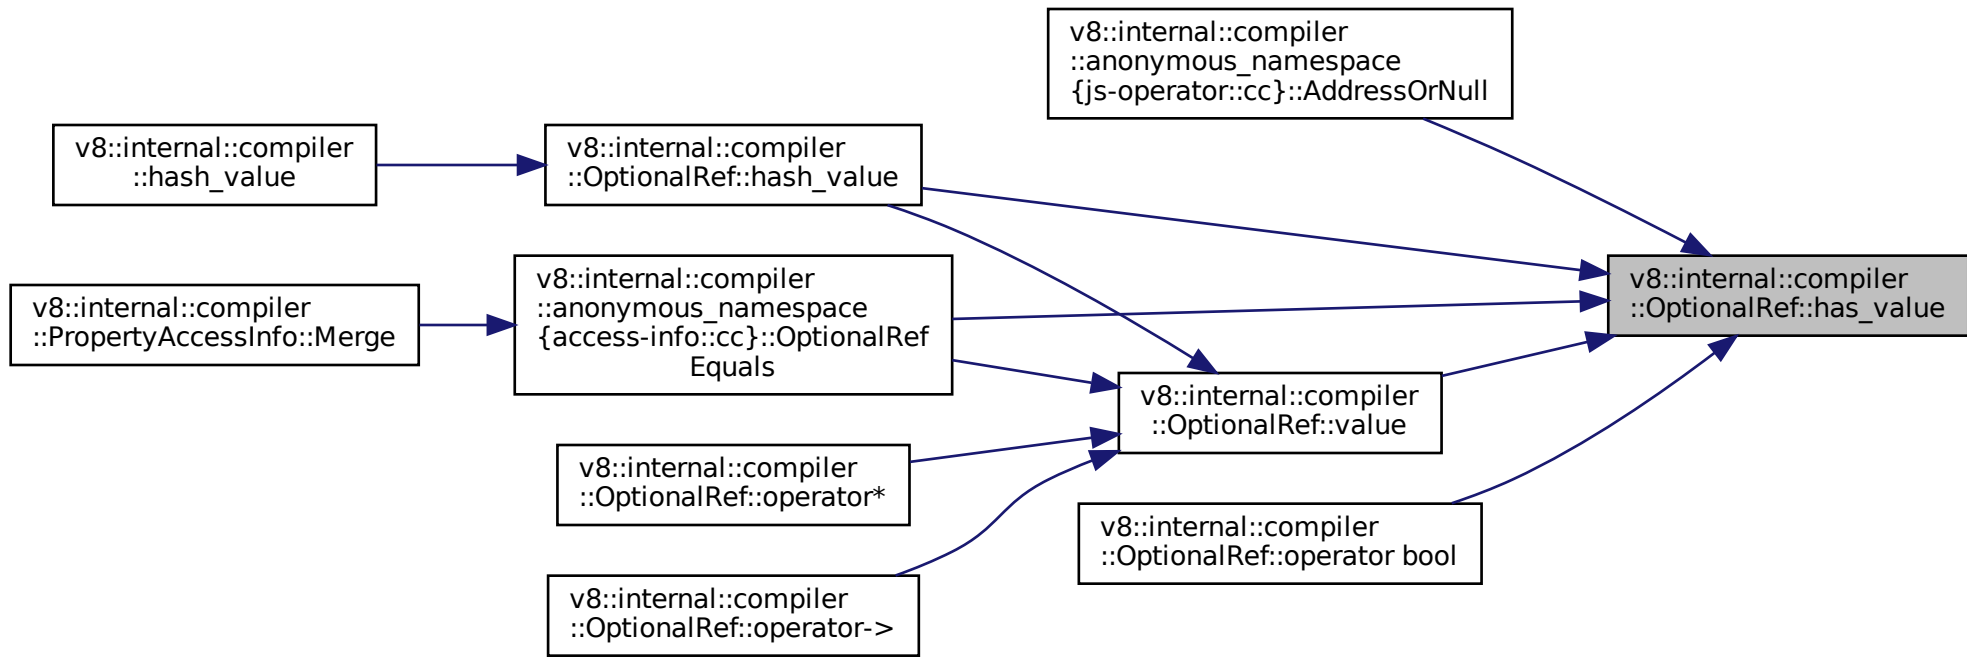 v8::internal::compiler
::anonymous_namespace
{js-operator::cc}::AddressOrNull
v8::internal::compiler
::hash_value
v8::internal::compiler
::OptionalRef::hash_value
v8::internal::compiler
::PropertyAccessInfo::Merge
v8::internal::compiler
::anonymous_namespace
{access-info::cc}::OptionalRef
Equals
v8::internal::compiler
::OptionalRef::has_value
v8::internal::compiler
::OptionalRef::value
v8::internal::compiler
::OptionalRef::operator*
v8::internal::compiler
::OptionalRef::operator bool
v8::internal::compiler
::OptionalRef::operator->